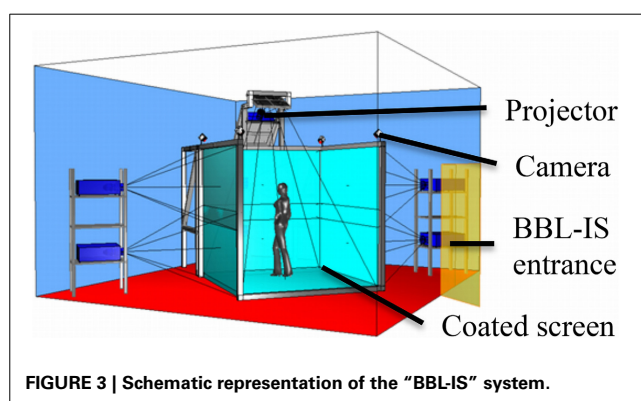 Projector
Camera
BBL-IS
entrance
Coated screen
FIGURE 3 | Schematic representation of the “BBL-IS” system.